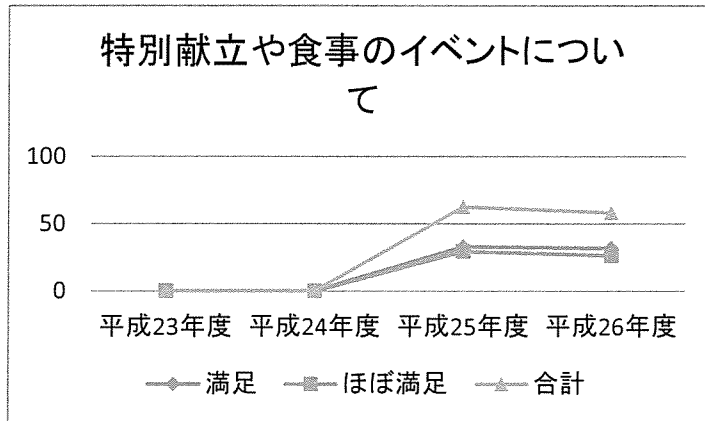 特別献立や食事のイベントについ
て
100
50
0
平成23年度 平成24年度 平成25年度 平成26年度
満足 ほぼ満足 合計